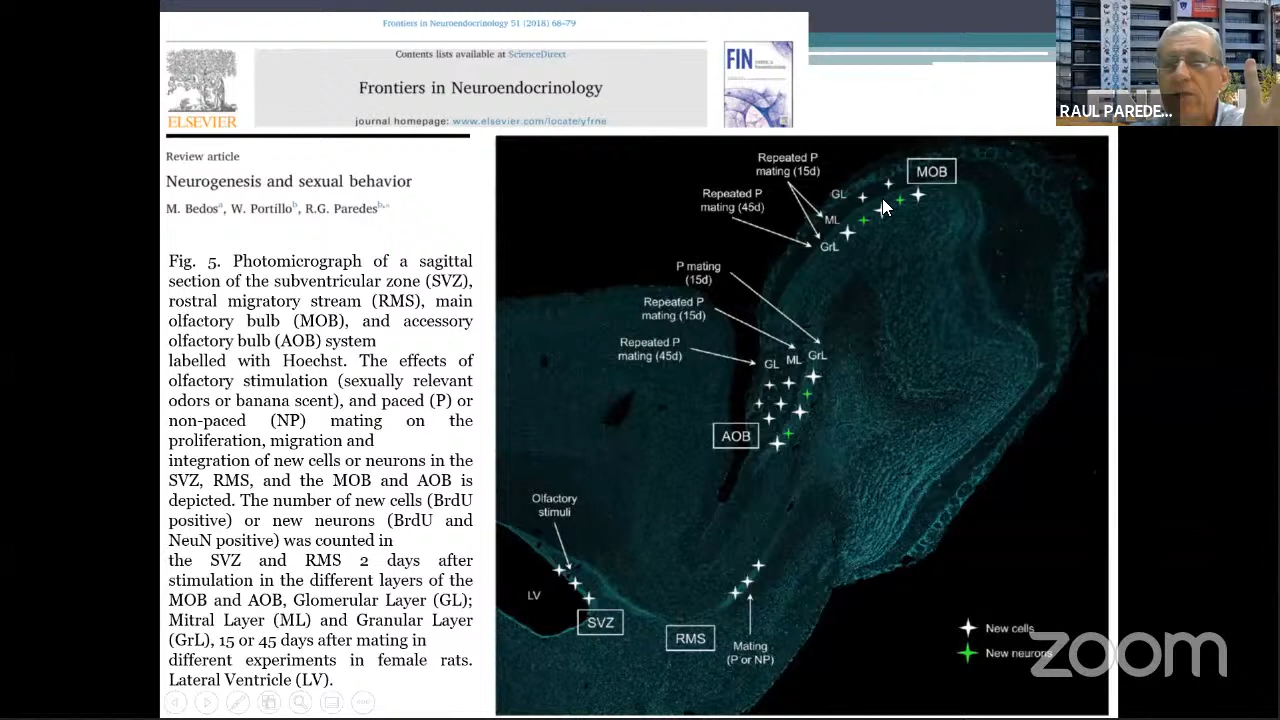 Frontiers in Neuroendocrinology 51 (2018) 68–79
Contents lists available at ScienceDirect
Frontiers in Neuroendocrinology
journal homepage: www.elsevier.com/locate/yfrne
ELSEVIER
FIN
RAUL PAREDE...
Review article
Neurogenesis and sexual behavior
M. Bedosᵃ, W. Portilloᵇ, R.G. Paredesᵇ,
Fig. 5. Photomicrograph of a sagittal
section of the subventricular zone (SVZ),
rostral migratory stream (RMS), main
olfactory bulb (MOB), and accessory
olfactory bulb (AOB) system
labelled with Hoechst. The effects of
olfactory stimulation (sexually relevant
odors or banana scent), and paced (P) or
non-paced (NP) mating on the
proliferation, migration and
integration of new cells or neurons in the
SVZ, RMS, and the MOB and AOB is
depicted. The number of new cells (BrdU
positive) or new neurons (BrdU and
NeuN positive) was counted in
the SVZ and RMS 2 days after
stimulation in the different layers of the
MOB and AOB, Glomerular Layer (GL);
Mitral Layer (ML) and Granular Layer
(GrL), 15 or 45 days after mating in
different experiments in female rats.
Lateral Ventricle (LV).
Repeated P
mating (15d)
MOB
Repeated P
mating (45d)
GL
ML
GrL
P mating
(15d)
Repeated P
mating (15d)
Repeated P
mating (45d)
GL ML GrL
AOB
Olfactory
stimuli
LV
SVZ
RMS
Mating
(P or NP)
New cells
New neurons
zoom